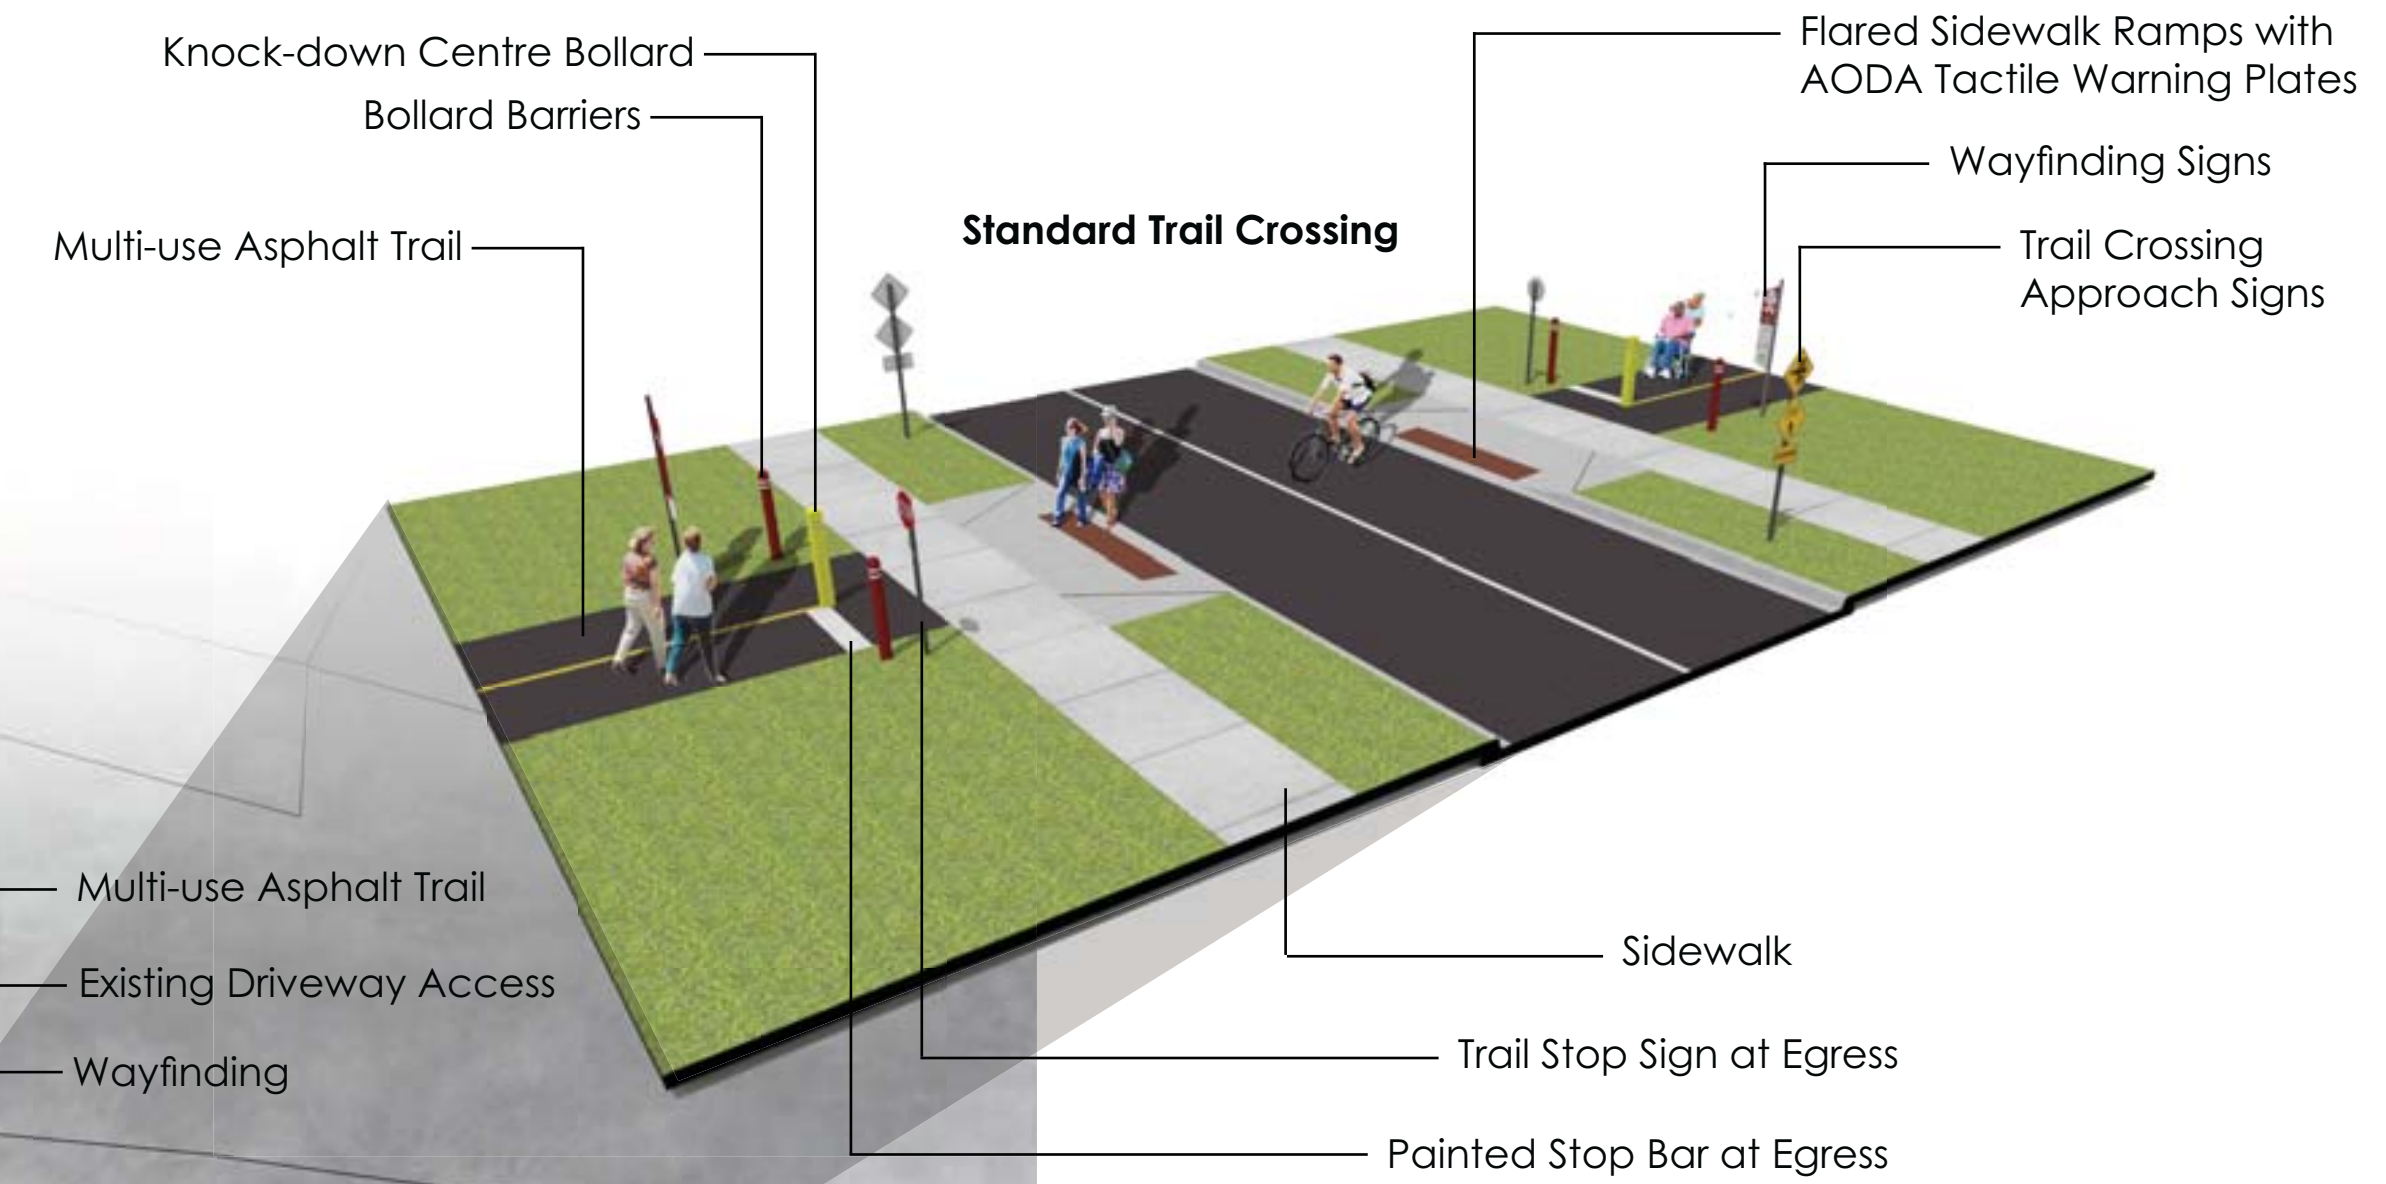 Knock-down Centre Bollard
Bollard Barriers
Multi-use Asphalt Trail
Standard Trail Crossing
Flared Sidewalk Ramps with
AODA Tactile Warning Plates
Wayfinding Signs
Trail Crossing
Approach Signs
Multi-use Asphalt Trail
Existing Driveway Access
Wayfinding
Sidewalk
Trail Stop Sign at Egress
Painted Stop Bar at Egress